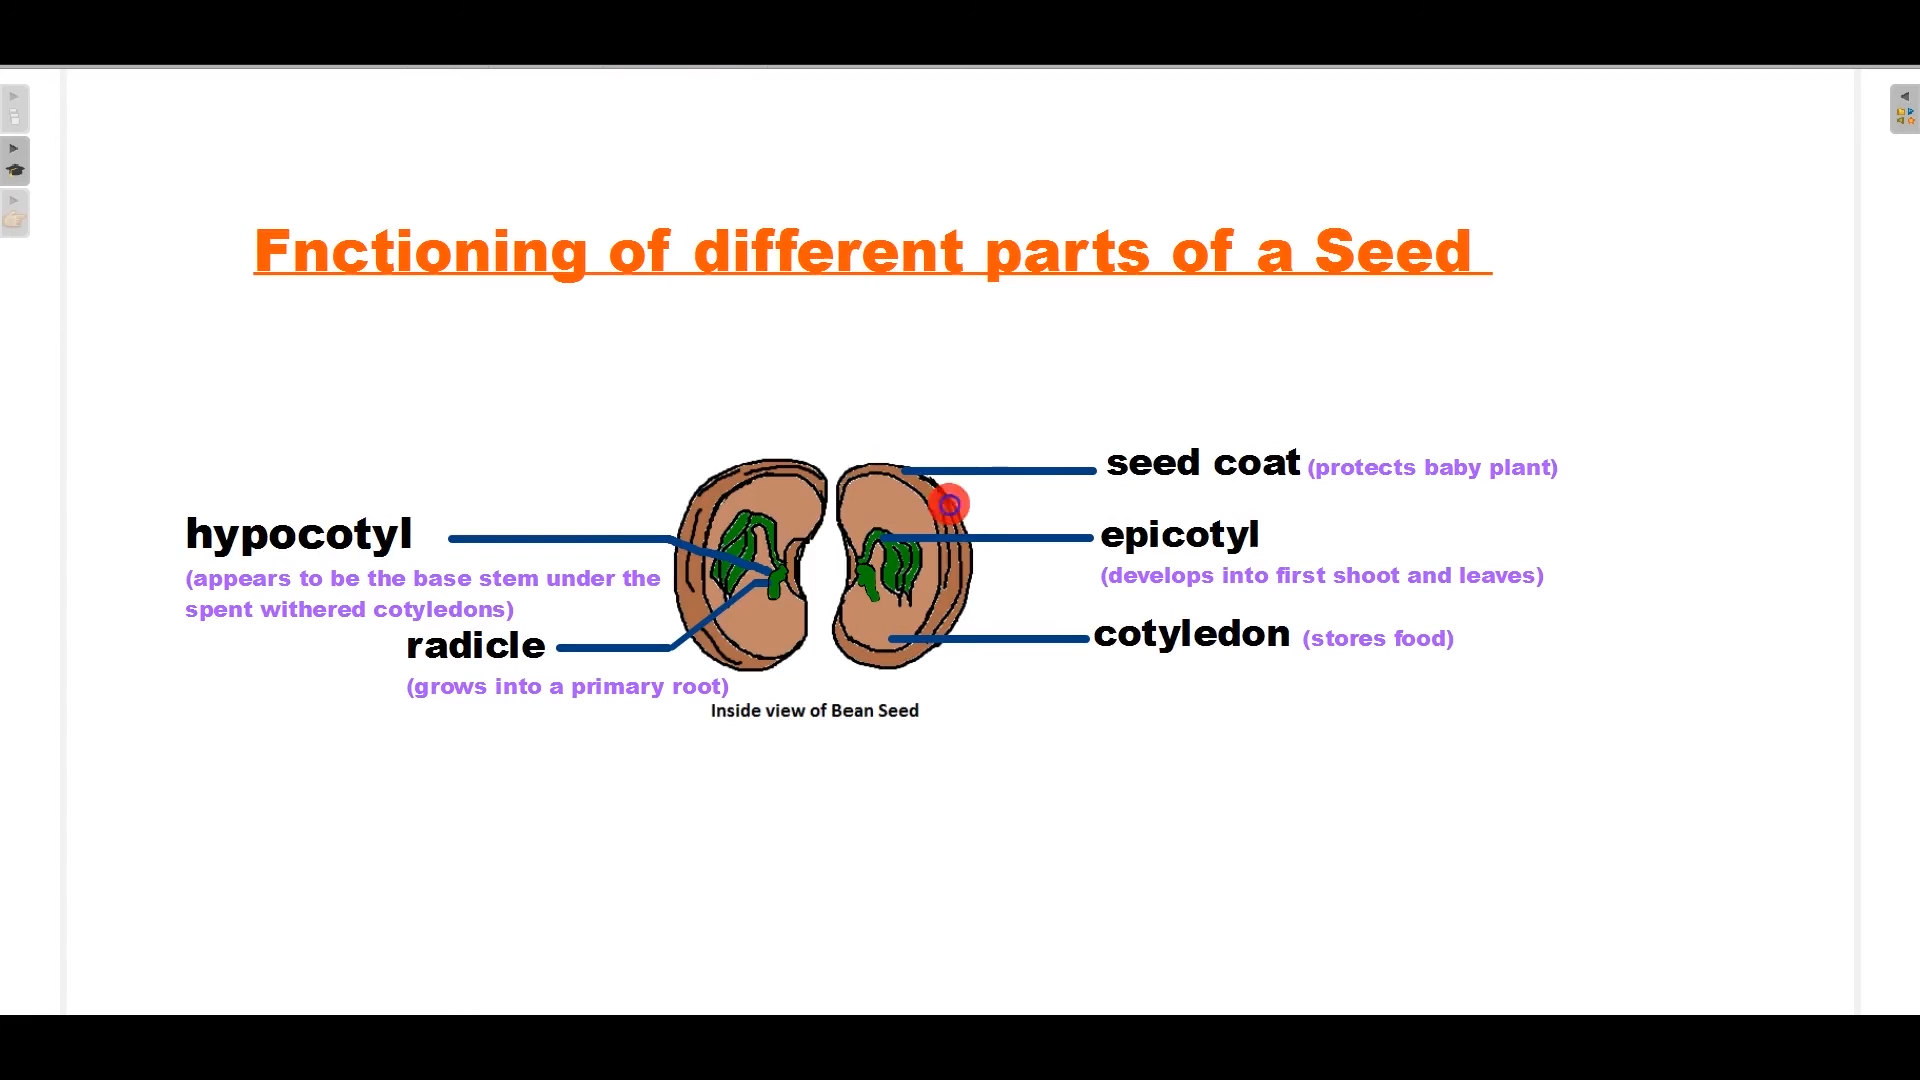 Fnctioning of different parts of a Seed
seed coat (protects baby plant)
hypocotyl
(appears to be the base stem under the
spent withered cotyledons)
epicotyl
(develops into first shoot and leaves)
radicle
(grows into a primary root)
cotyledon (stores food)
Inside view of Bean Seed